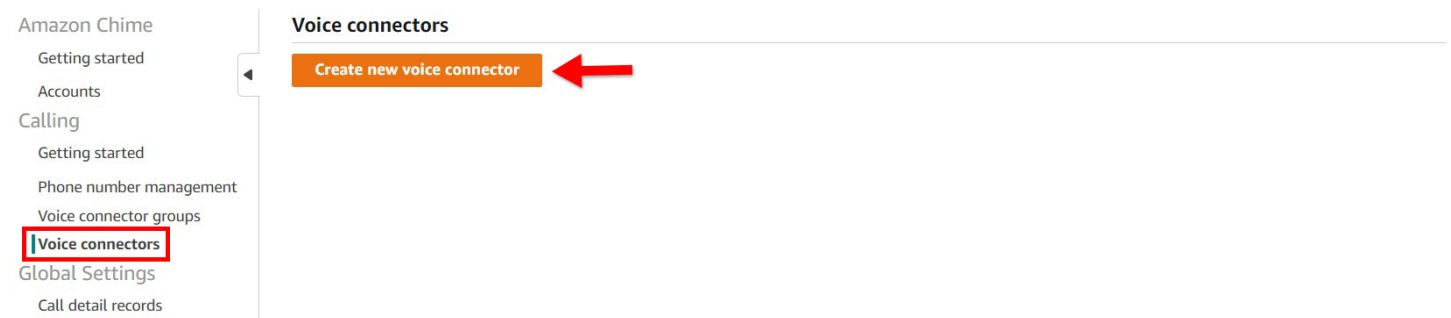 Amazon Chime
Getting started
Accounts
Calling
Getting started
Phone number management
Voice connector groups
Voice connectors
Global Settings
Call detail records
Voice connectors
Create new voice connector